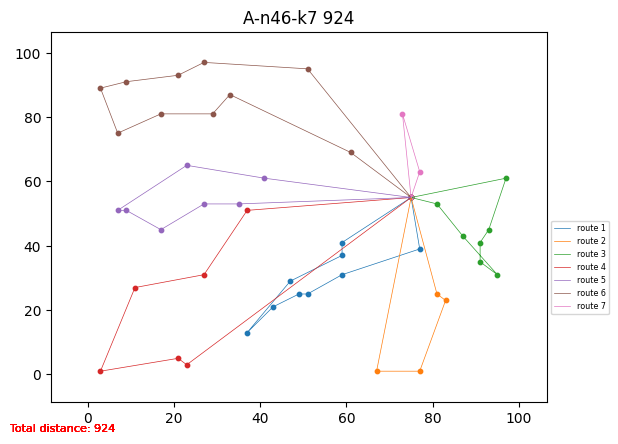 A-n46-k7 924
100
80
60
40
20
0
0 20 40 60 80 100
route 1
route 2
route 3
route 4
route 5
route 6
route 7
Total distance: 924